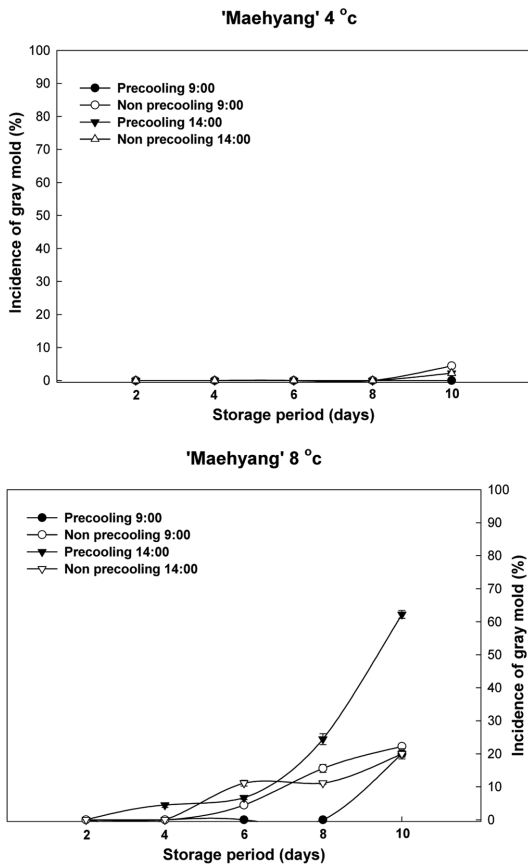 'Maehyang' 4 °c
100
90
80
70
60
50
40
30
20
10
0
Incidence of gray mold (%)
Precooling 9:00
Non precooling 9:00
Precooling 14:00
Non precooling 14:00
2 4 6 8 10
Storage period (days)
'Maehyang' 8 °c
Precooling 9:00
Non precooling 9:00
Precooling 14:00
Non precooling 14:00
100
90
80
70
60
50
40
30
20
10
0
Incidence of gray mold (%)
2 4 6 8 10
Storage period (days)